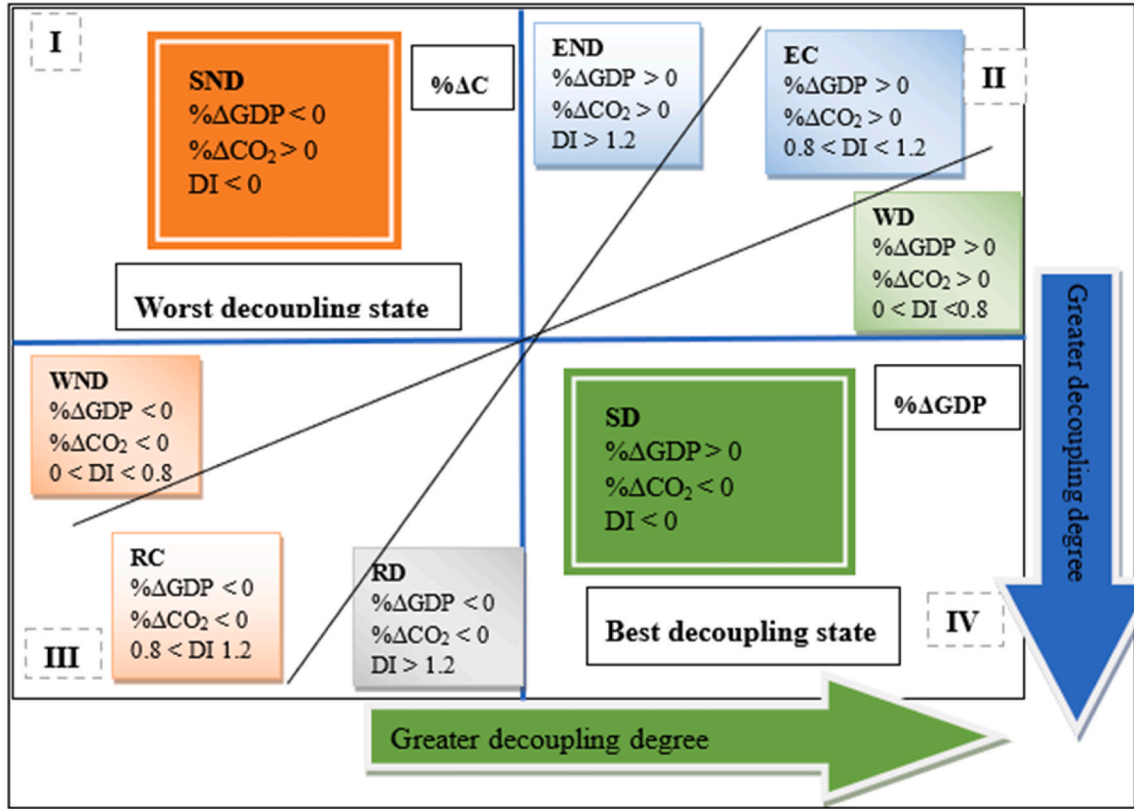 I
SND
%ΔGDP < 0
%ΔCO₂ > 0
DI < 0
%ΔC
Worst decoupling state
END
%ΔGDP > 0
%ΔCO₂ > 0
DI > 1.2
EC
%ΔGDP > 0
%ΔCO₂ > 0
0.8 < DI < 1.2
II
WD
%ΔGDP > 0
%ΔCO₂ > 0
0 < DI <0.8
WND
%ΔGDP < 0
%ΔCO₂ < 0
0 < DI < 0.8
RC
%ΔGDP < 0
%ΔCO₂ < 0
0.8 < DI 1.2
III
RD
%ΔGDP < 0
%ΔCO₂ < 0
DI > 1.2
SD
%ΔGDP > 0
%ΔCO₂ < 0
DI < 0
%ΔGDP
Best decoupling state
IV
Greater decoupling degree
Greater decoupling degree